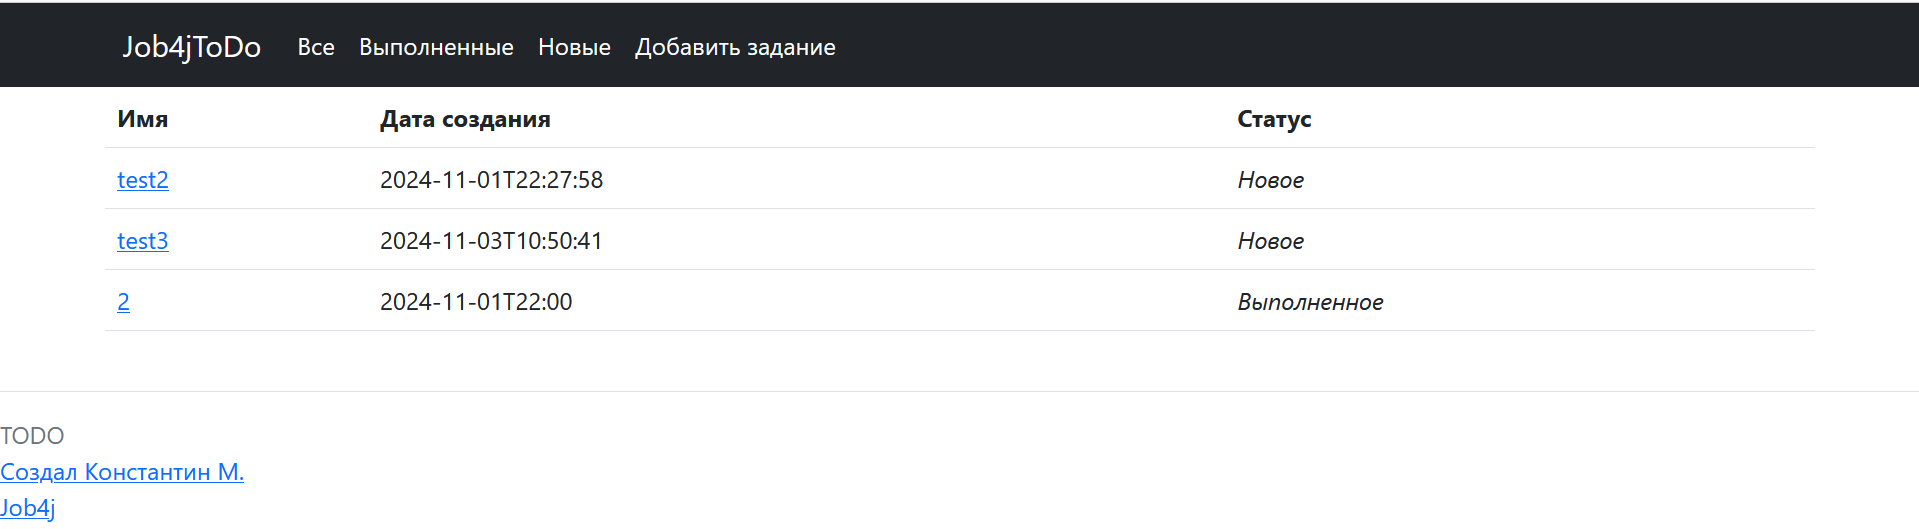 Job4jToDo Все Выполненные Новые Добавить задание
Имя Дата создания Статус
test2 2024-11-01T22:27:58 Новое
test3 2024-11-03T10:50:41 Новое
2 2024-11-01T22:00 Выполненное
TODO
Создал Константин М.
Job4j